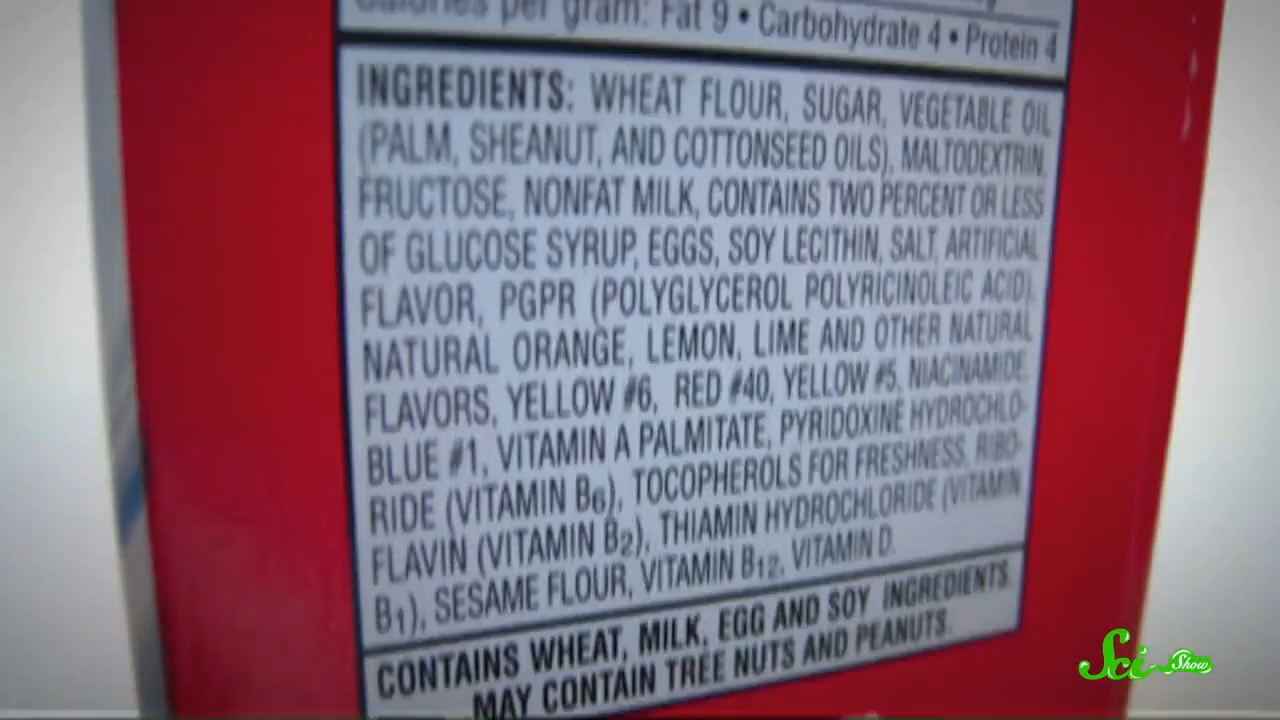 Calories per gram: Fat 9 • Carbohydrate 4 • Protein 4
INGREDIENTS: WHEAT FLOUR, SUGAR, VEGETABLE OIL
(PALM, SHEANUT, AND COTTONSEED OILS), MALTODEXTRIN,
FRUCTOSE, NONFAT MILK, CONTAINS TWO PERCENT OR LESS
OF GLUCOSE SYRUP, EGGS, SOY LECITHIN, SALT, ARTIFICIAL
FLAVOR, PGPR (POLYGLYCEROL POLYRICINOLEIC ACID),
NATURAL ORANGE, LEMON, LIME AND OTHER NATURAL
FLAVORS, YELLOW #6, RED #40, YELLOW #5, NIACINAMIDE,
BLUE #1, VITAMIN A PALMITATE, PYRIDOXINE HYDROCHLO-
RIDE (VITAMIN B6), TOCOPHEROLS FOR FRESHNESS, RIBO-
FLAVIN (VITAMIN B2), THIAMIN HYDROCHLORIDE (VITAMIN
B1), SESAME FLOUR, VITAMIN B12, VITAMIN D.
CONTAINS WHEAT, MILK, EGG AND SOY INGREDIENTS.
MAY CONTAIN TREE NUTS AND PEANUTS.
Sci Show